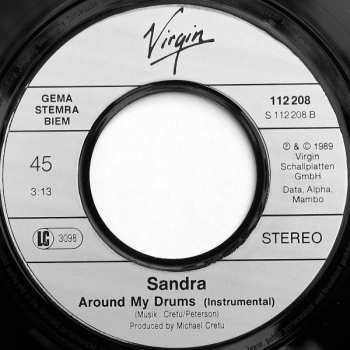 Virgin
GEMA
STEMRA
BIEM
112 208
S 112 208 B
45
3:13
℗ & © 1989
Virgin
Schallplatten
GmbH
Data, Alpha,
Mambo
LC 3098
STEREO
Sandra
Around My Drums (Instrumental)
(Musik : Cretu/Peterson)
Produced by Michael Cretu